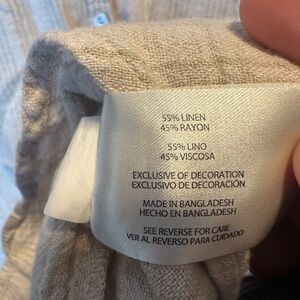 55% LINEN
45% RAYON
55% LINO
45% VISCOSA
EXCLUSIVE OF DECORATION
EXCLUSIVO DE DECORACIÓN
MADE IN BANGLADESH
HECHO EN BANGLADESH
SEE REVERSE FOR CARE
VER AL REVERSO PARA CUIDADO